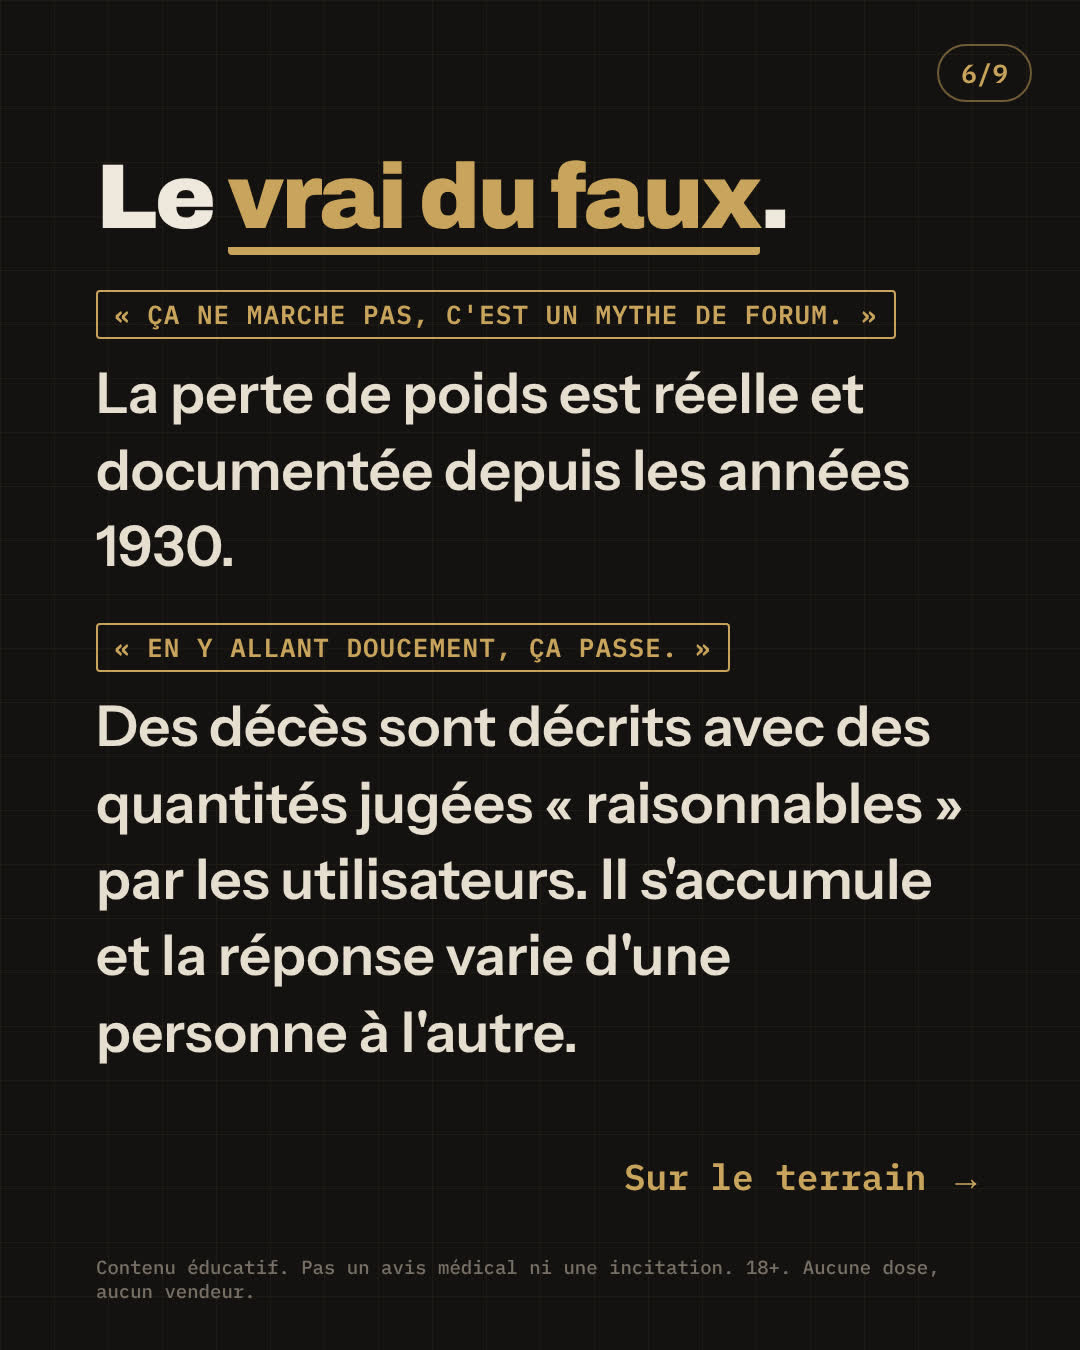 6/9
Le vrai du faux.
« ÇA NE MARCHE PAS, C'EST UN MYTHE DE FORUM. »
La perte de poids est réelle et
documentée depuis les années
1930.
« EN Y ALLANT DOUCEMENT, ÇA PASSE. »
Des décès sont décrits avec des
quantités jugées « raisonnables »
par les utilisateurs. Il s'accumule
et la réponse varie d'une
personne à l'autre.
Sur le terrain →
Contenu éducatif. Pas un avis médical ni une incitation. 18+. Aucune dose,
aucun vendeur.